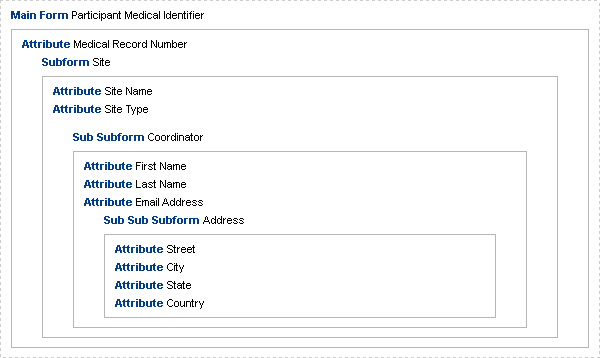 Main Form Participant Medical Identifier
Attribute Medical Record Number
Subform Site
Attribute Site Name
Attribute Site Type
Sub Subform Coordinator
Attribute First Name
Attribute Last Name
Attribute Email Address
Sub Sub Subform Address
Attribute Street
Attribute City
Attribute State
Attribute Country